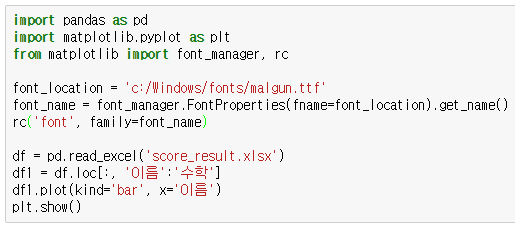 import pandas as pd
import matplotlib.pyplot as plt
from matplotlib import font_manager, rc
font_location = 'c:/Windows/fonts/malgun.ttf'
font_name = font_manager.FontProperties(fname=font_location).get_name()
rc('font', family=font_name)
df = pd.read_excel('score_result.xlsx')
df1 = df.loc[:, '이름':'수학']
df1.plot(kind='bar', x='이름')
plt.show()